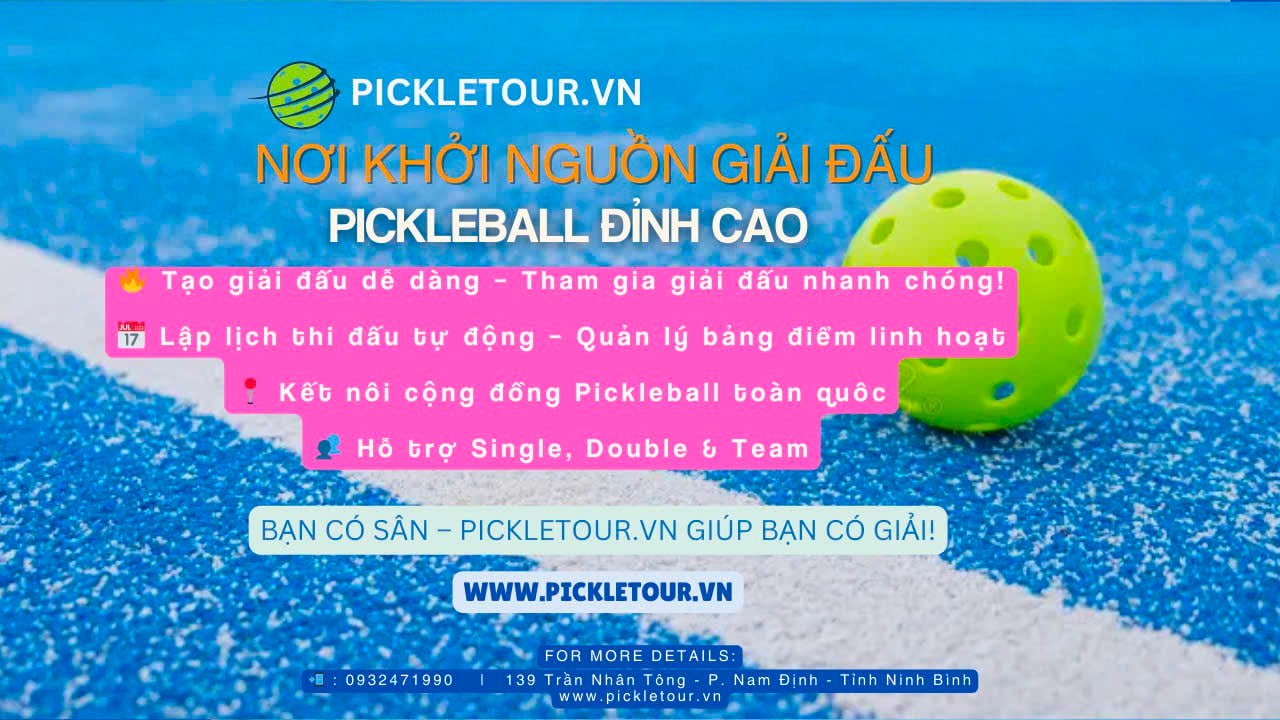 PICKLETOUR.VN
NƠI KHỞI NGUỒN GIẢI ĐẤU
PICKLEBALL ĐỈNH CAO
🔥 Tạo giải đấu dễ dàng – Tham gia giải đấu nhanh chóng!
📅 Lập lịch thi đấu tự động – Quản lý bảng điểm linh hoạt
📍 Kết nôi cộng đồng Pickleball toàn quôc
👥 Hỗ trợ Single, Double & Team
BẠN CÓ SÂN – PICKLETOUR.VN GIÚP BẠN CÓ GIẢI!
WWW.PICKLETOUR.VN
FOR MORE DETAILS:
📲 : 0932471990 | 139 Trần Nhân Tông - P. Nam Định - Tỉnh Ninh Bình
www.pickletour.vn